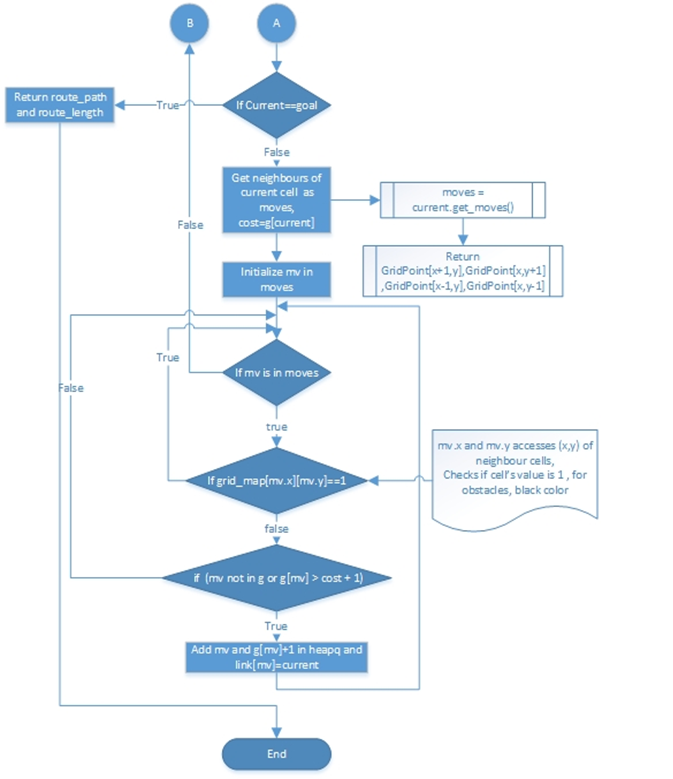 B
A
If Current==goal
True
Return route_path
and route_length
False
Get neighbours of
current cell as
moves,
cost=g[current]
moves =
current.get_moves()
Return
GridPoint[x+1,y],GridPoint[x,y+1]
,GridPoint[x-1,y],GridPoint[x,y-1]
False
Initialize mv in
moves
True
If mv is in moves
False
true
mv.x and mv.y accesses (x,y) of
neighbour cells,
Checks if cell's value is 1 , for
obstacles, black color
If grid_map[mv.x][mv.y]==1
false
if (mv not in g or g[mv] > cost + 1)
True
Add mv and g[mv]+1 in heapq and
link[mv]=current
End